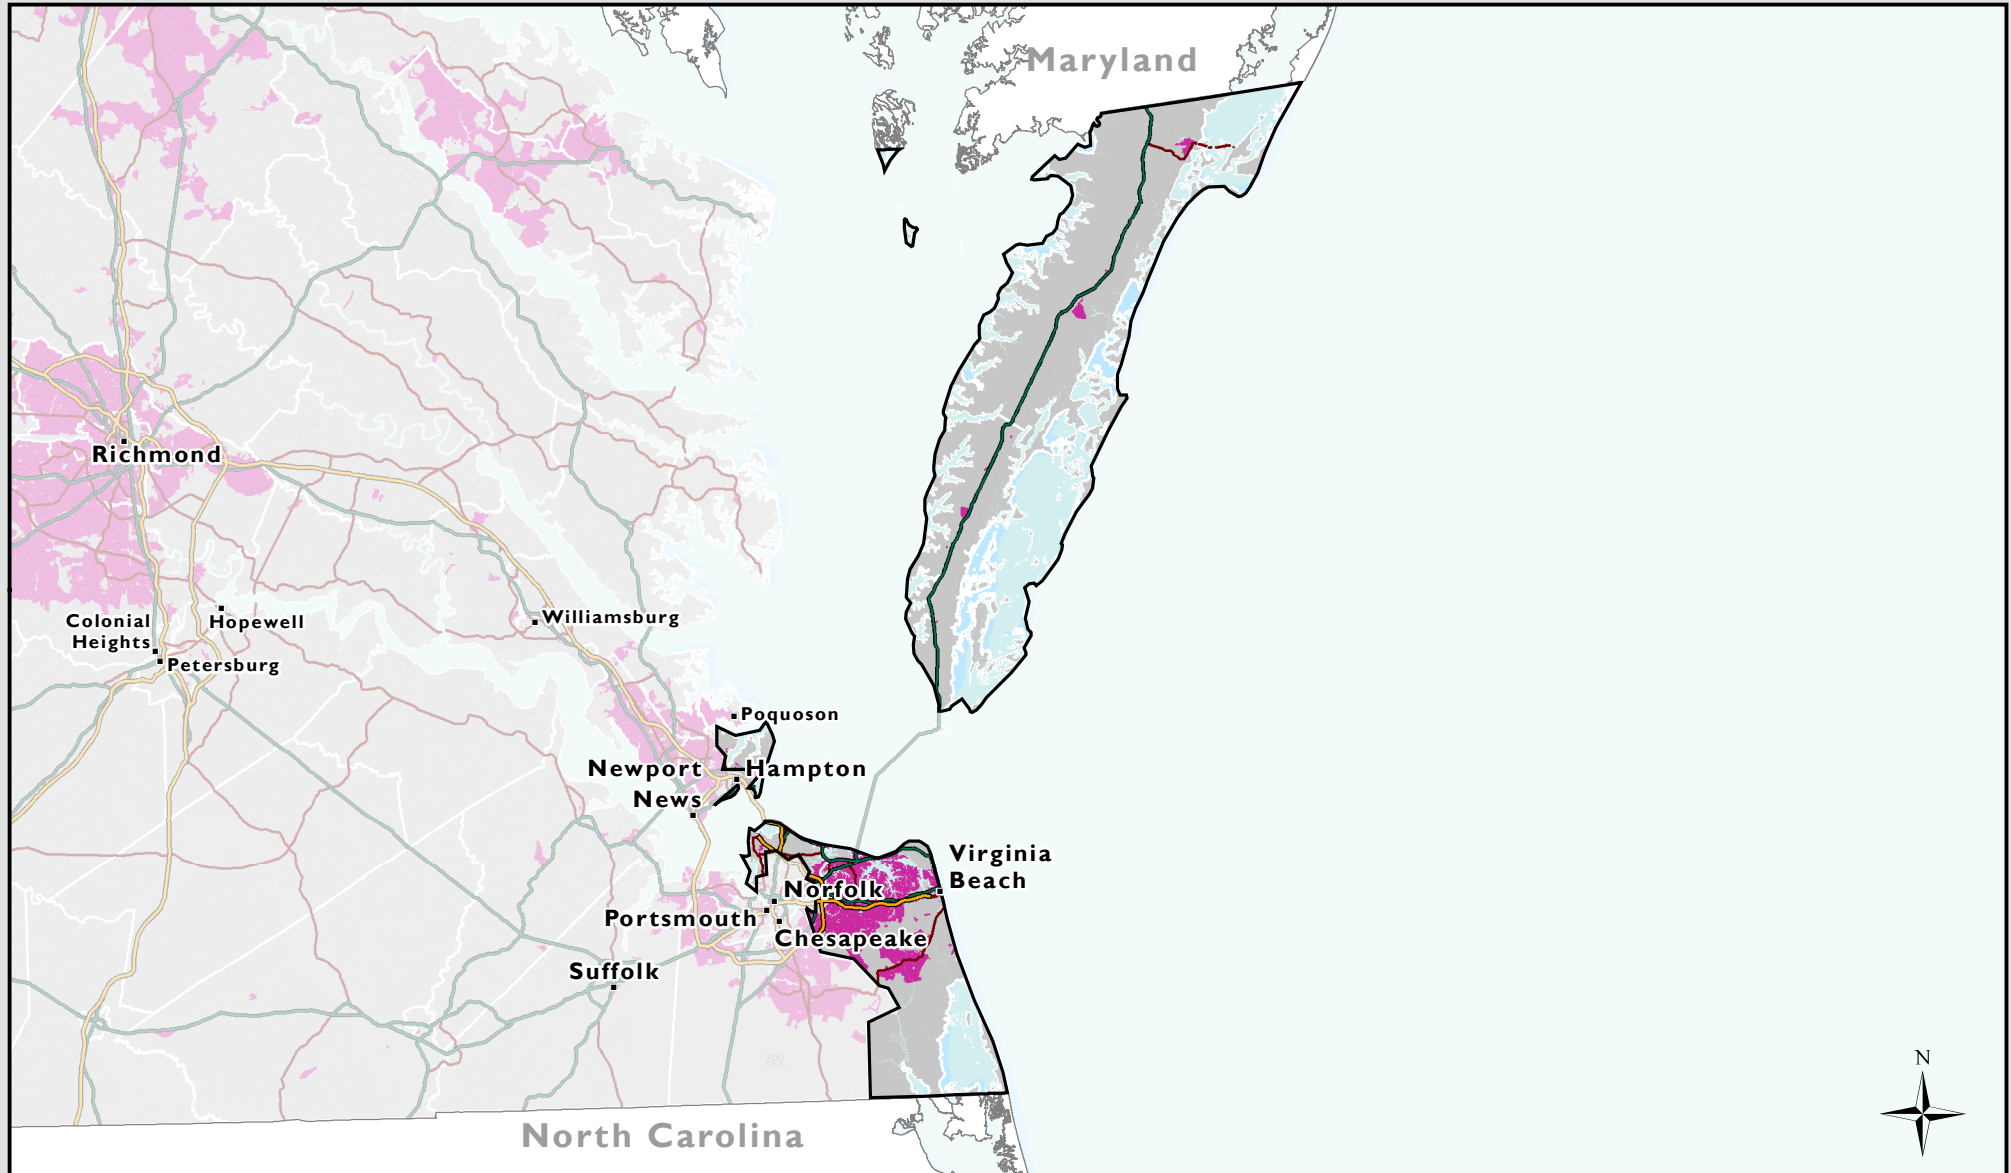 Maryland
Richmond
Colonial
Heights
Hopewell
Petersburg
Williamsburg
Poquoson
Newport
News
Hampton
Virginia
Beach
Norfolk
Portsmouth
Chesapeake
Suffolk
N
North Carolina